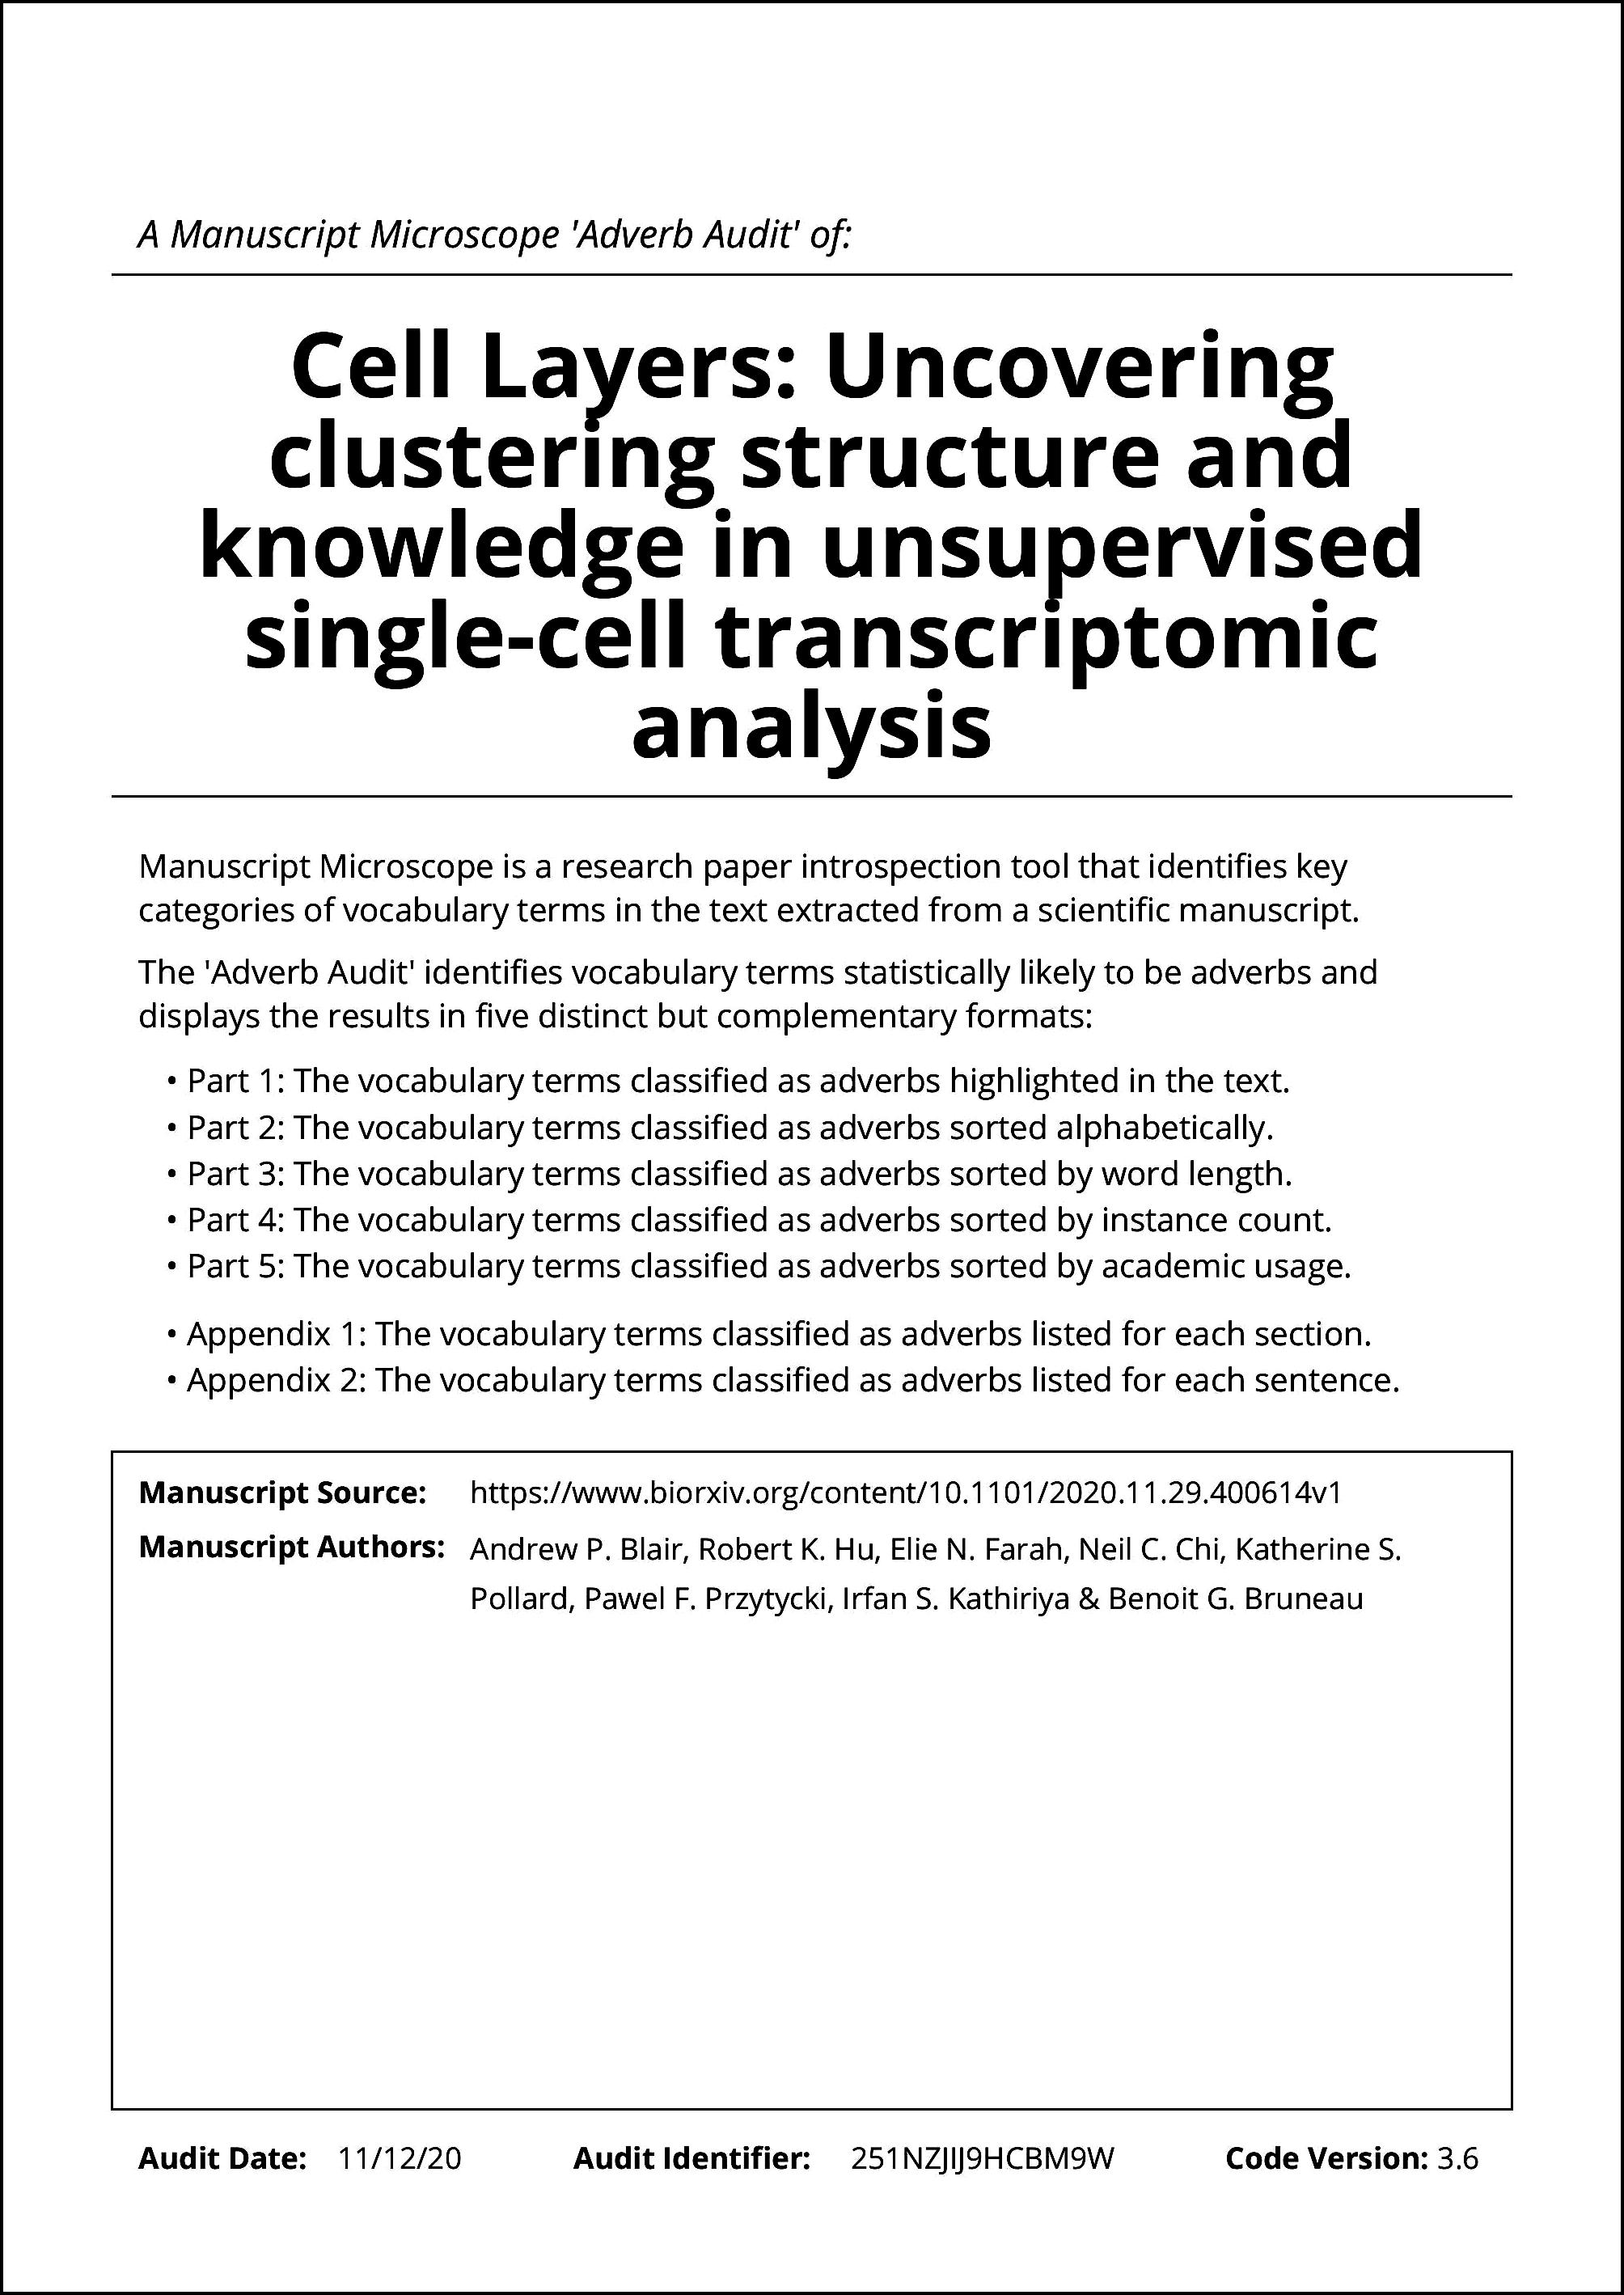 A Manuscript Microscope 'Adverb Audit' of:
Cell Layers: Uncovering
clustering structure and
knowledge in unsupervised
single-cell transcriptomic
analysis
Manuscript Microscope is a research paper introspection tool that identifies key
categories of vocabulary terms in the text extracted from a scientific manuscript.
The 'Adverb Audit' identifies vocabulary terms statistically likely to be adverbs and
displays the results in five distinct but complementary formats:
• Part 1: The vocabulary terms classified as adverbs highlighted in the text.
• Part 2: The vocabulary terms classified as adverbs sorted alphabetically.
• Part 3: The vocabulary terms classified as adverbs sorted by word length.
• Part 4: The vocabulary terms classified as adverbs sorted by instance count.
• Part 5: The vocabulary terms classified as adverbs sorted by academic usage.
• Appendix 1: The vocabulary terms classified as adverbs listed for each section.
• Appendix 2: The vocabulary terms classified as adverbs listed for each sentence.
Manuscript Source: https://www.biorxiv.org/content/10.1101/2020.11.29.400614v1
Manuscript Authors: Andrew P. Blair, Robert K. Hu, Elie N. Farah, Neil C. Chi, Katherine S.
Pollard, Pawel F. Przytycki, Irfan S. Kathiriya & Benoit G. Bruneau
Audit Date: 11/12/20 Audit Identifier: 251NZJIJ9HCBM9W Code Version: 3.6